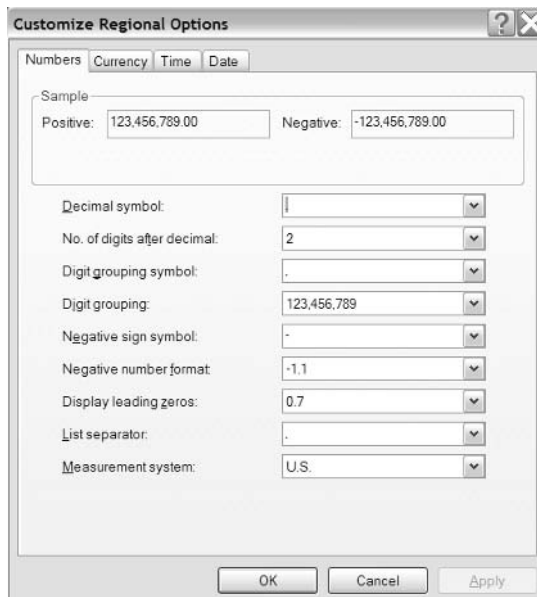 Customize Regional Options
Numbers Currency Time Date
Sample
Positive: 123,456,789.00 Negative: -123,456,789.00
Decimal symbol: .
No. of digits after decimal: 2
Digit grouping symbol: ,
Digit grouping: 123,456,789
Negative sign symbol: -
Negative number format: -1.1
Display leading zeros: 0.7
List separator: ,
Measurement system: U.S.
OK Cancel Apply